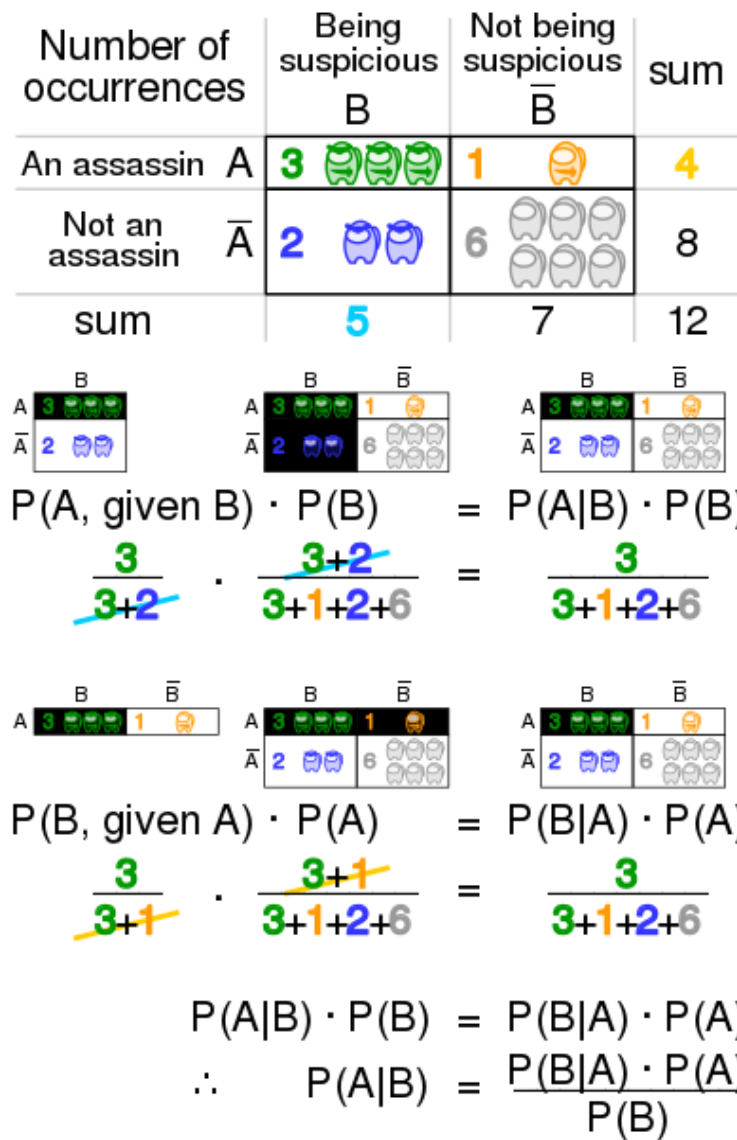 Number of occurrences
Being suspicious B
Not being suspicious B̅
sum
An assassin A 3 1 4
Not an assassin A̅ 2 6 8
sum 5 7 12
B B B̅ B B̅
A 3 A 3 1 A 3 1
A̅ 2 A̅ 2 6 A̅ 2 6
P(A, given B) · P(B) = P(A|B) · P(B)
3 3+2 3
· =
3+2 3+1+2+6 3+1+2+6
B B̅ B B̅ B B̅
A 3 1 A 3 1 A 3 1
A̅ 2 6 A̅ 2 6
P(B, given A) · P(A) = P(B|A) · P(A)
3 3+1 3
· =
3+1 3+1+2+6 3+1+2+6
P(A|B) · P(B) = P(B|A) · P(A)
∴ P(A|B) = P(B|A) · P(A)
P(B)